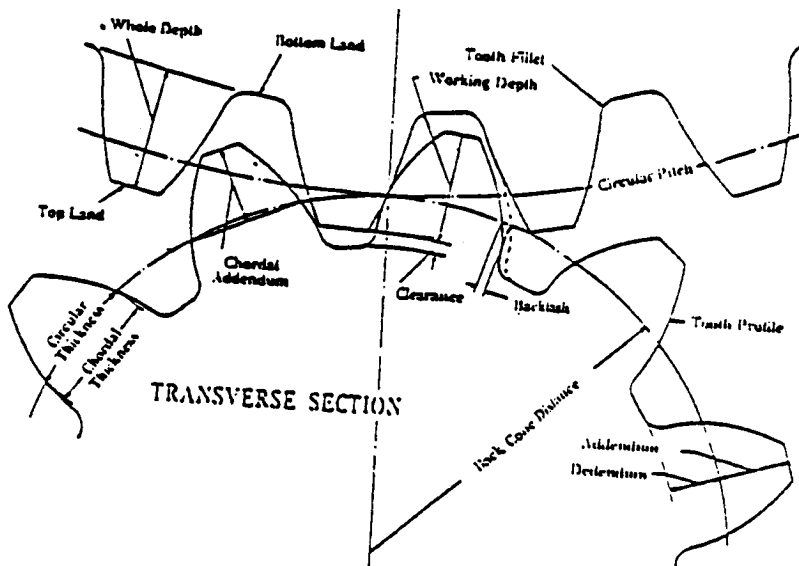 Whole Depth
Bottom Land
Tooth Fillet
Working Depth
Circular Pitch
Top Land
Chordal
Addendum
Clearance
Backlash
Circular
Thickness
Chordal
Thickness
Tooth Profile
TRANSVERSE SECTION
Back Cone Distance
Addendum
Dedendum